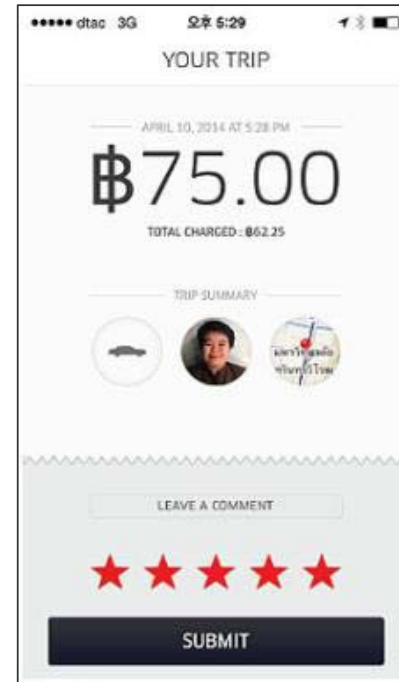 dtac 3G 오후 5:29
YOUR TRIP
APRIL 10, 2014 AT 5:28 PM
฿75.00
TOTAL CHARGED : ฿62.25
TRIP SUMMARY
LEAVE A COMMENT
SUBMIT